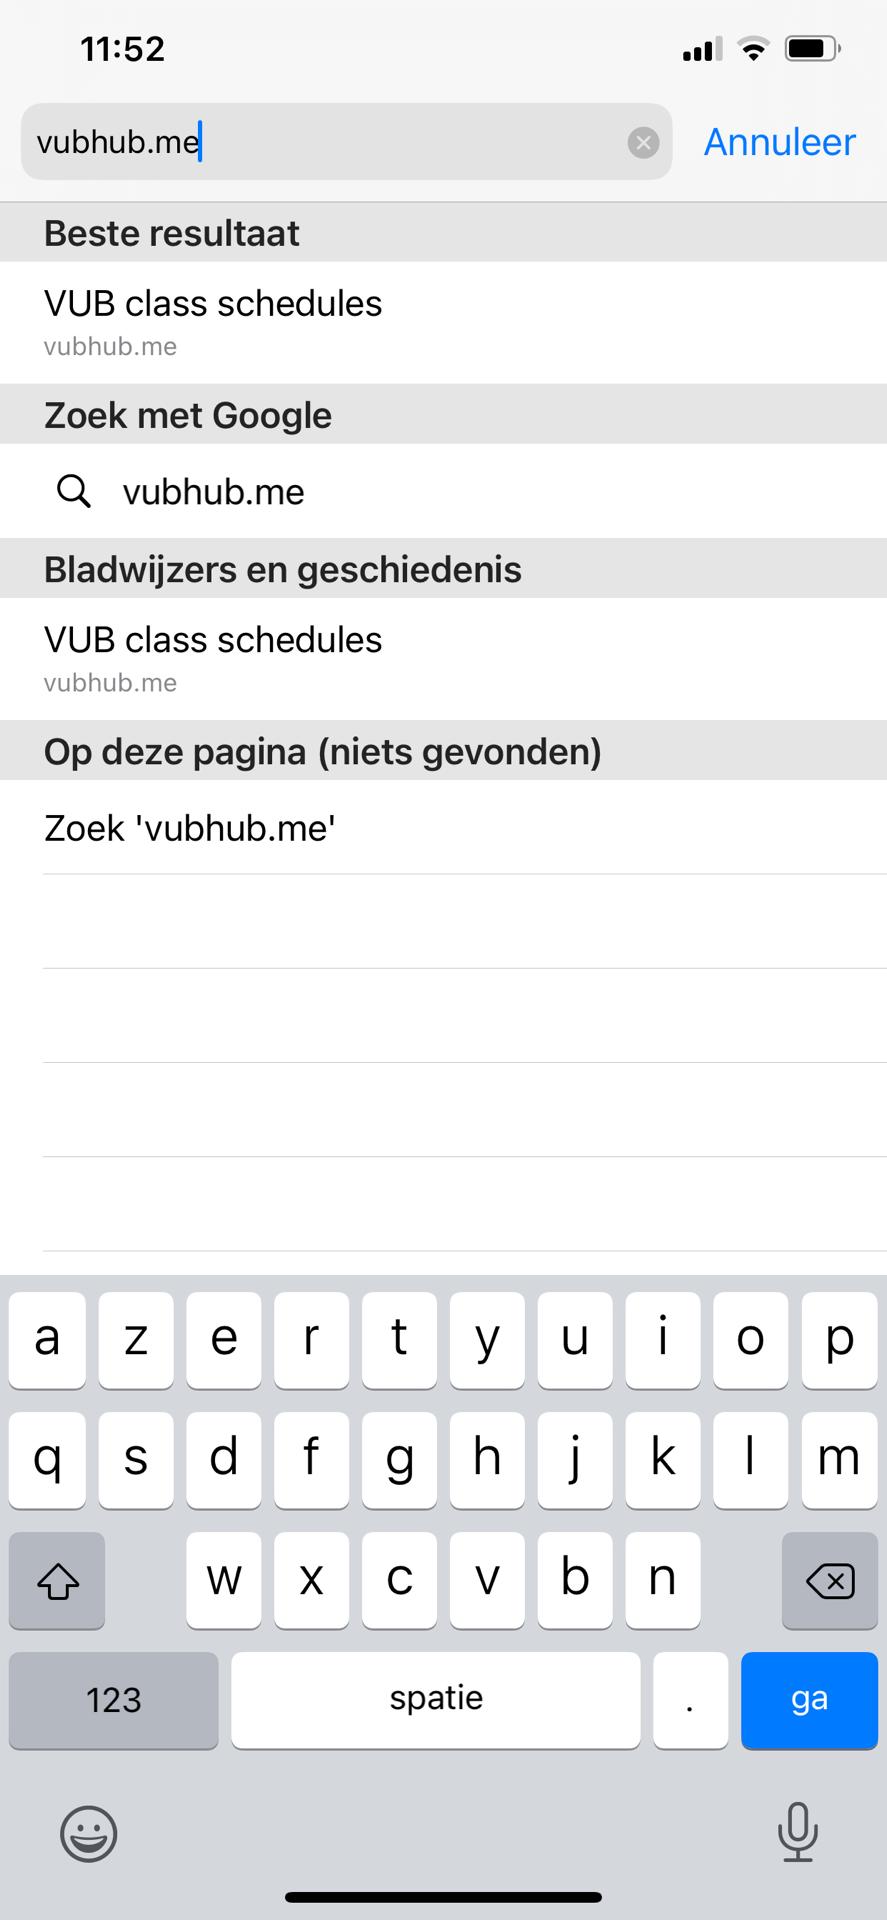 11:52
vubhub.me
Annuleer
Beste resultaat
VUB class schedules
vubhub.me
Zoek met Google
vubhub.me
Bladwijzers en geschiedenis
VUB class schedules
vubhub.me
Op deze pagina (niets gevonden)
Zoek 'vubhub.me'
a z e r t y u i o p
q s d f g h j k l m
w x c v b n
123 spatie . ga